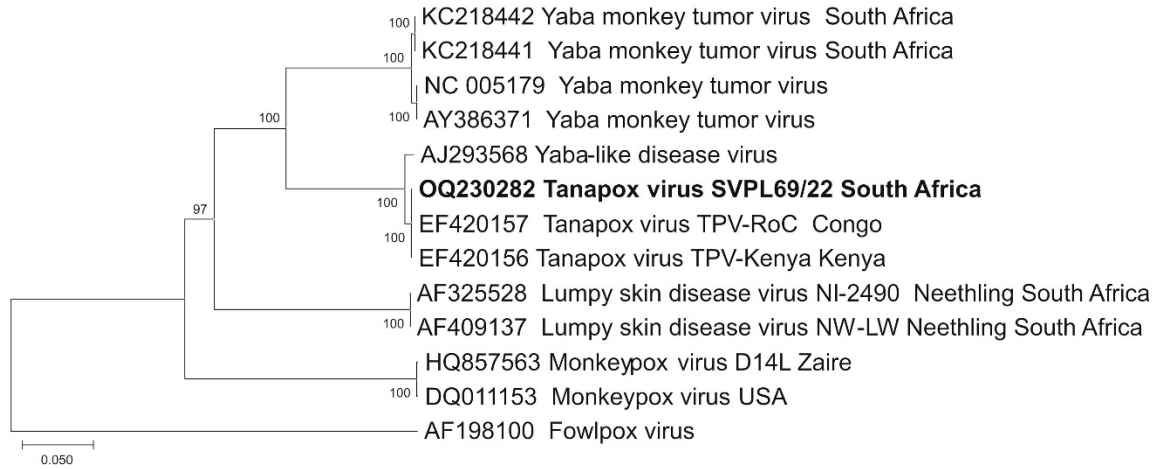 100 KC218442 Yaba monkey tumor virus South Africa
100 KC218441 Yaba monkey tumor virus South Africa
NC 005179 Yaba monkey tumor virus
100 100 AY386371 Yaba monkey tumor virus
AJ293568 Yaba-like disease virus
OQ230282 Tanapox virus SVPL69/22 South Africa
97 100
EF420157 Tanapox virus TPV-RoC Congo
100
EF420156 Tanapox virus TPV-Kenya Kenya
AF325528 Lumpy skin disease virus NI-2490 Neethling South Africa
100 AF409137 Lumpy skin disease virus NW-LW Neethling South Africa
HQ857563 Monkeypox virus D14L Zaire
100 DQ011153 Monkeypox virus USA
AF198100 Fowlpox virus
0.050